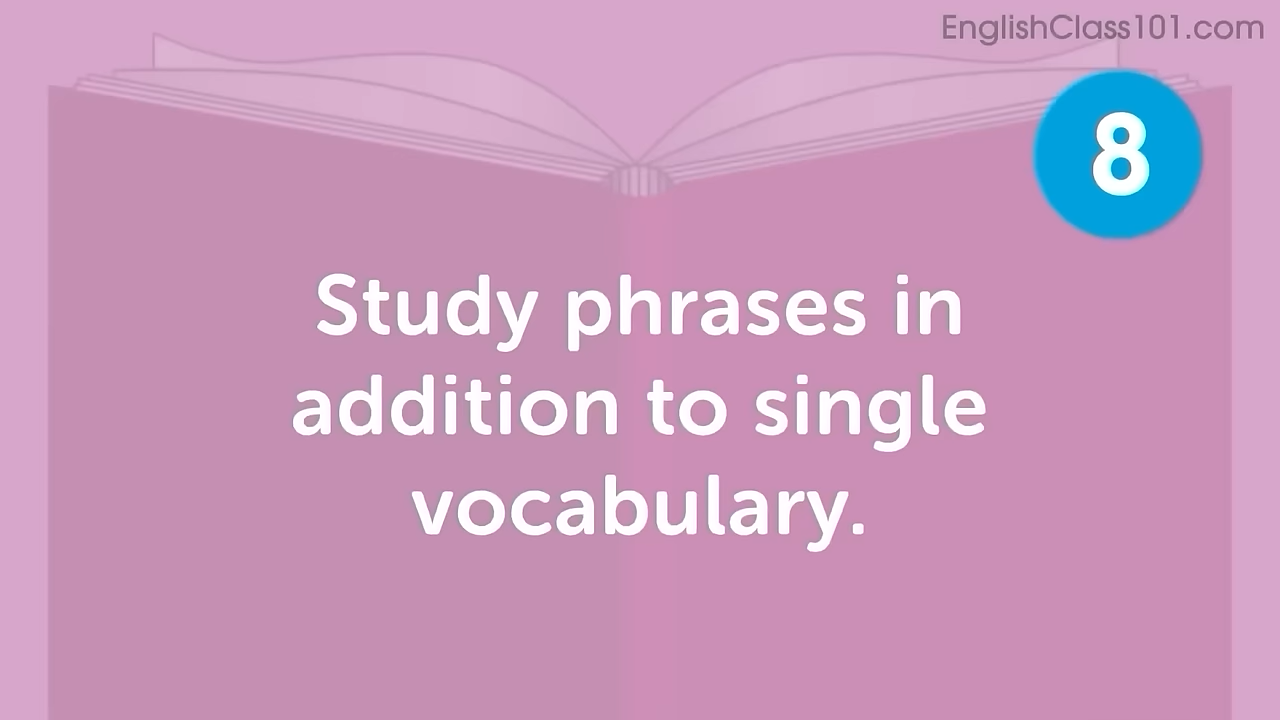 EnglishClass101.com
8
Study phrases in
addition to single
vocabulary.